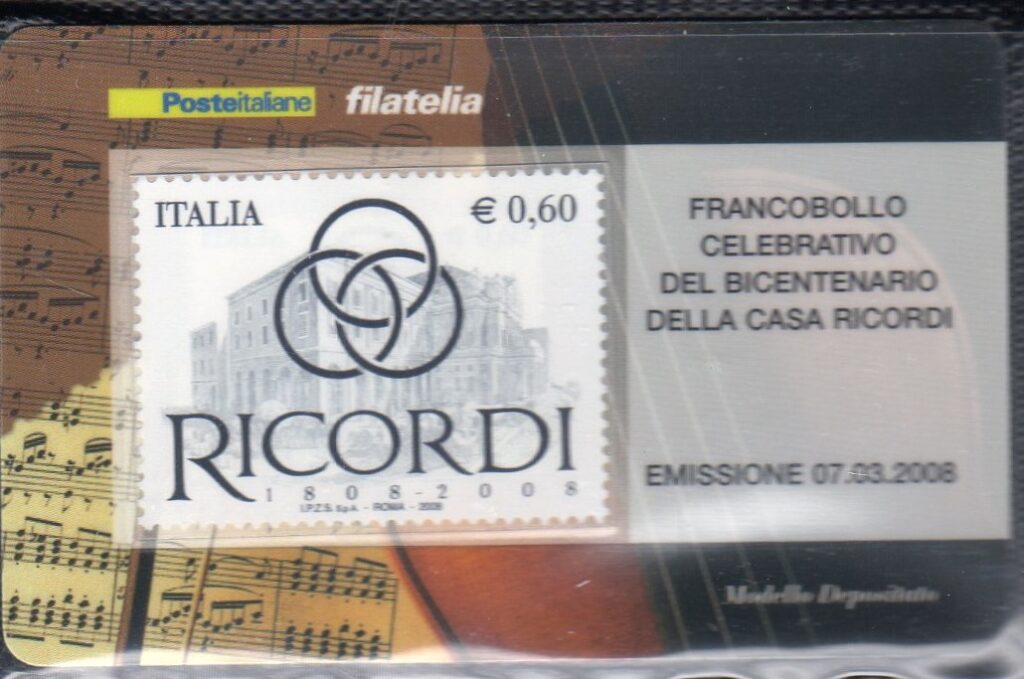 Posteitaliane filatelia
ITALIA € 0,60
RICORDI
1808-2008
I.P.Z.S. S.p.A. - ROMA - 2008
FRANCOBOLLO
CELEBRATIVO
DEL BICENTENARIO
DELLA CASA RICORDI
EMISSIONE 07.03.2008
Modello Depositato